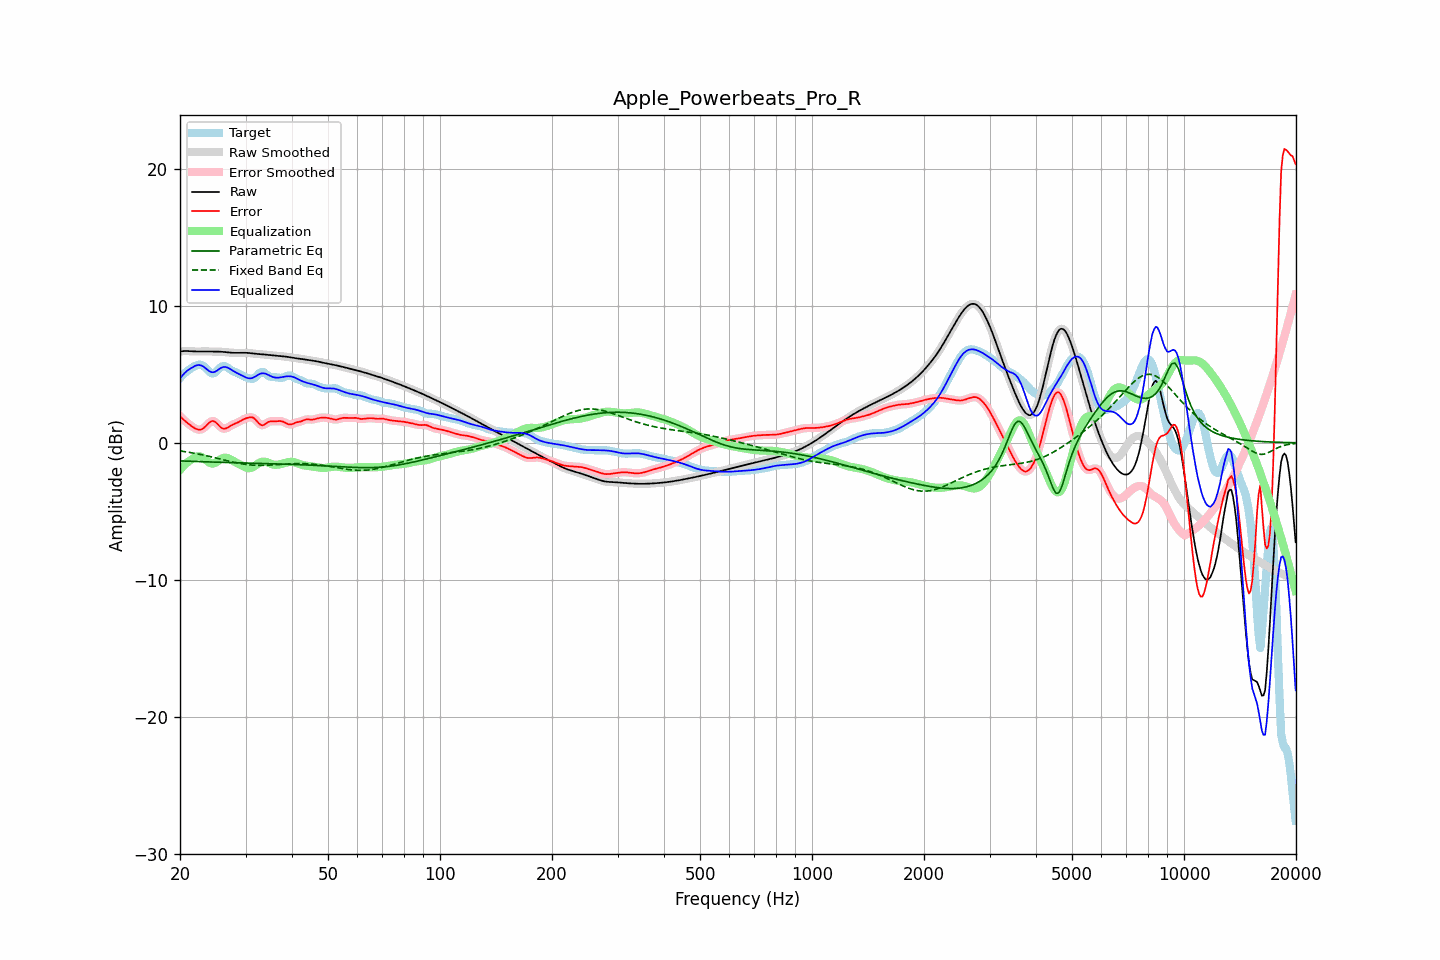 Apple_Powerbeats_Pro_R
Target
Raw Smoothed
Error Smoothed
Raw
Error
Equalization
Parametric Eq
Fixed Band Eq
Equalized
20
10
0
−10
−20
−30
Amplitude (dBr)
20
50
100
200
500
1000
2000
5000
10000
20000
Frequency (Hz)